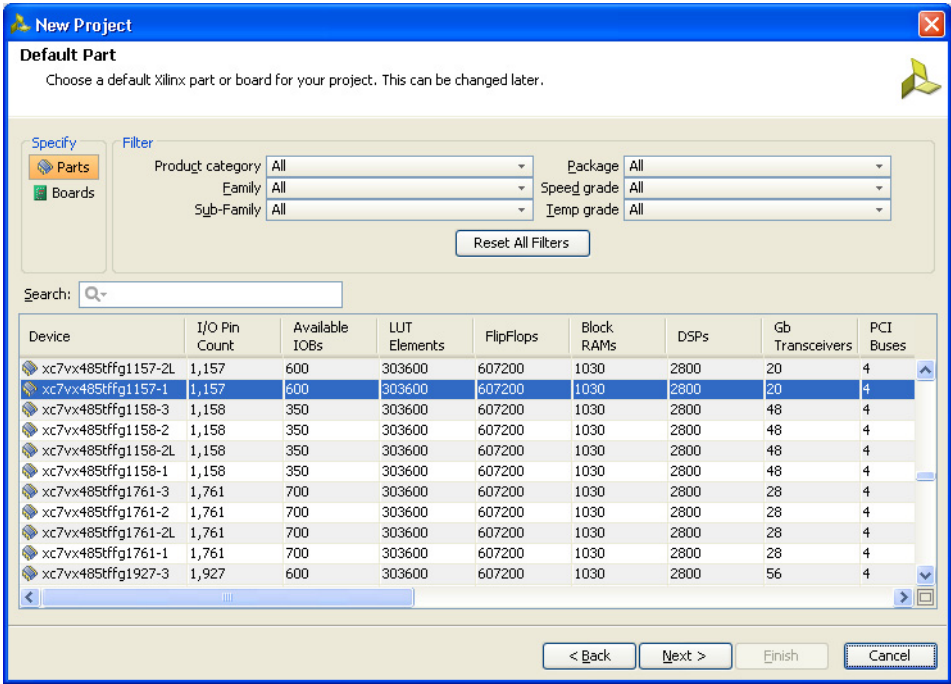 New Project
Default Part
Choose a default Xilinx part or board for your project. This can be changed later.
Specify
Filter
Parts
Boards
Product category All
Package All
Family All
Speed grade All
Sub-Family All
Temp grade All
Reset All Filters
Search:
Device I/O Pin Count Available IOBs LUT Elements FlipFlops Block RAMs DSPs Gb Transceivers PCI Buses
xc7vx485tffg1157-2L 1,157 600 303600 607200 1030 2800 20 4
xc7vx485tffg1157-1 1,157 600 303600 607200 1030 2800 20 4
xc7vx485tffg1158-3 1,158 350 303600 607200 1030 2800 48 4
xc7vx485tffg1158-2 1,158 350 303600 607200 1030 2800 48 4
xc7vx485tffg1158-2L 1,158 350 303600 607200 1030 2800 48 4
xc7vx485tffg1158-1 1,158 350 303600 607200 1030 2800 48 4
xc7vx485tffg1761-3 1,761 700 303600 607200 1030 2800 28 4
xc7vx485tffg1761-2 1,761 700 303600 607200 1030 2800 28 4
xc7vx485tffg1761-2L 1,761 700 303600 607200 1030 2800 28 4
xc7vx485tffg1761-1 1,761 700 303600 607200 1030 2800 28 4
xc7vx485tffg1927-3 1,927 600 303600 607200 1030 2800 56 4
< Back Next > Finish Cancel